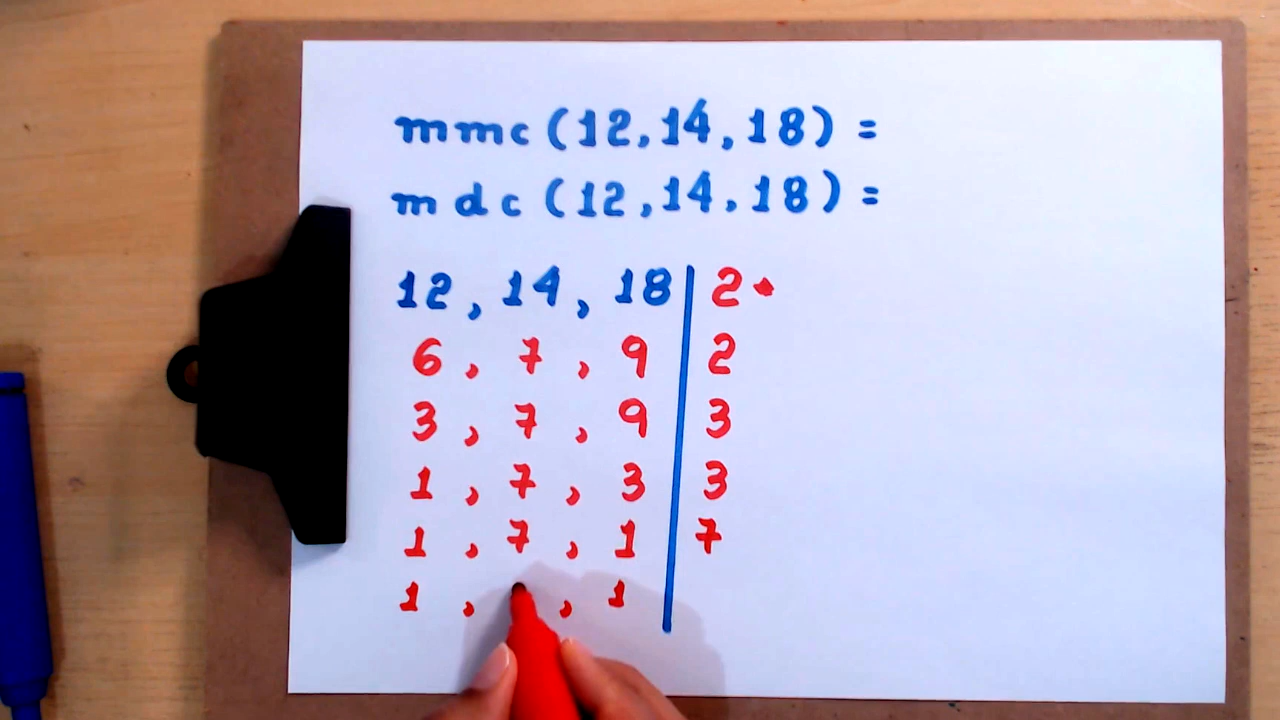 mmc (12,14,18) =
mdc (12,14,18) =
12, 14, 18 | 2•
6, 7, 9 | 2
3, 7, 9 | 3
1, 7, 3 | 3
1, 7, 1 | 7
1, , 1